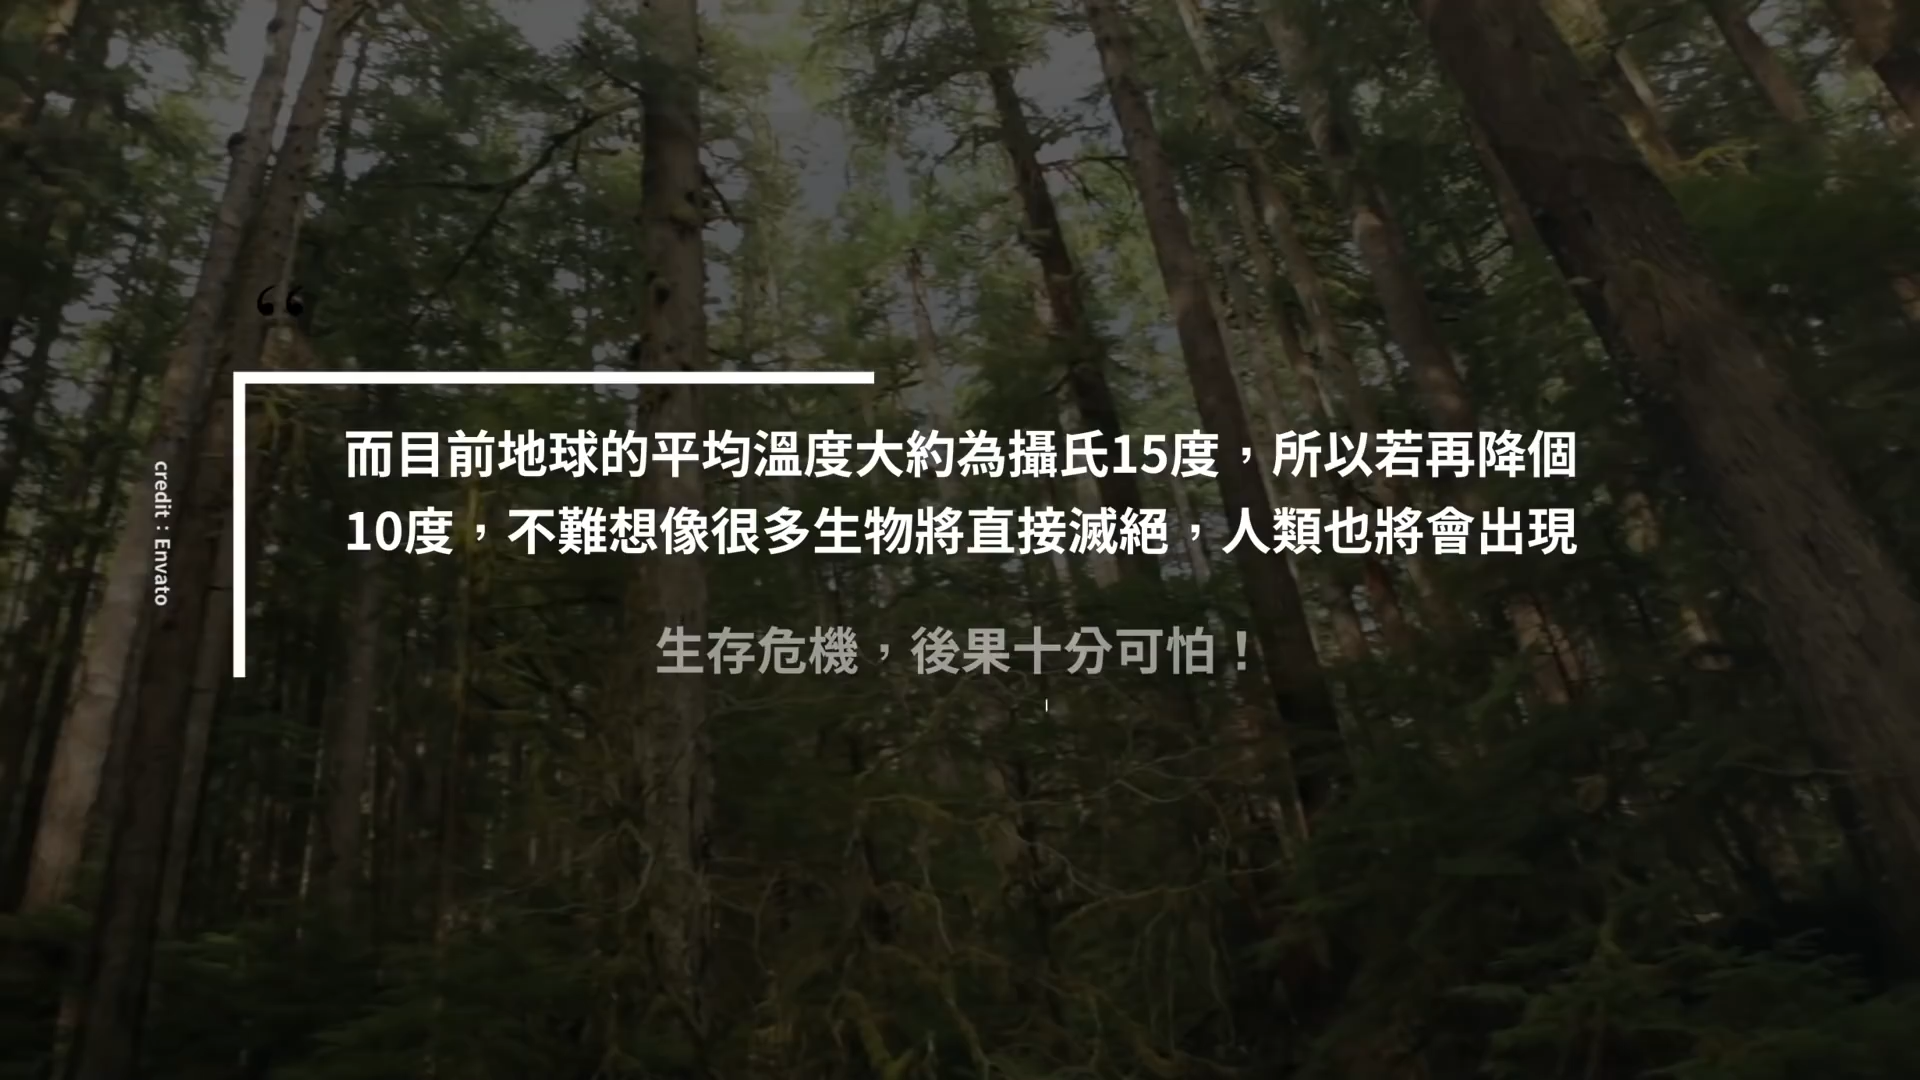 “
而目前地球的平均溫度大約為攝氏15度，所以若再降個
10度，不難想像很多生物將直接滅絕，人類也將會出現
生存危機，後果十分可怕！
credit : Envato